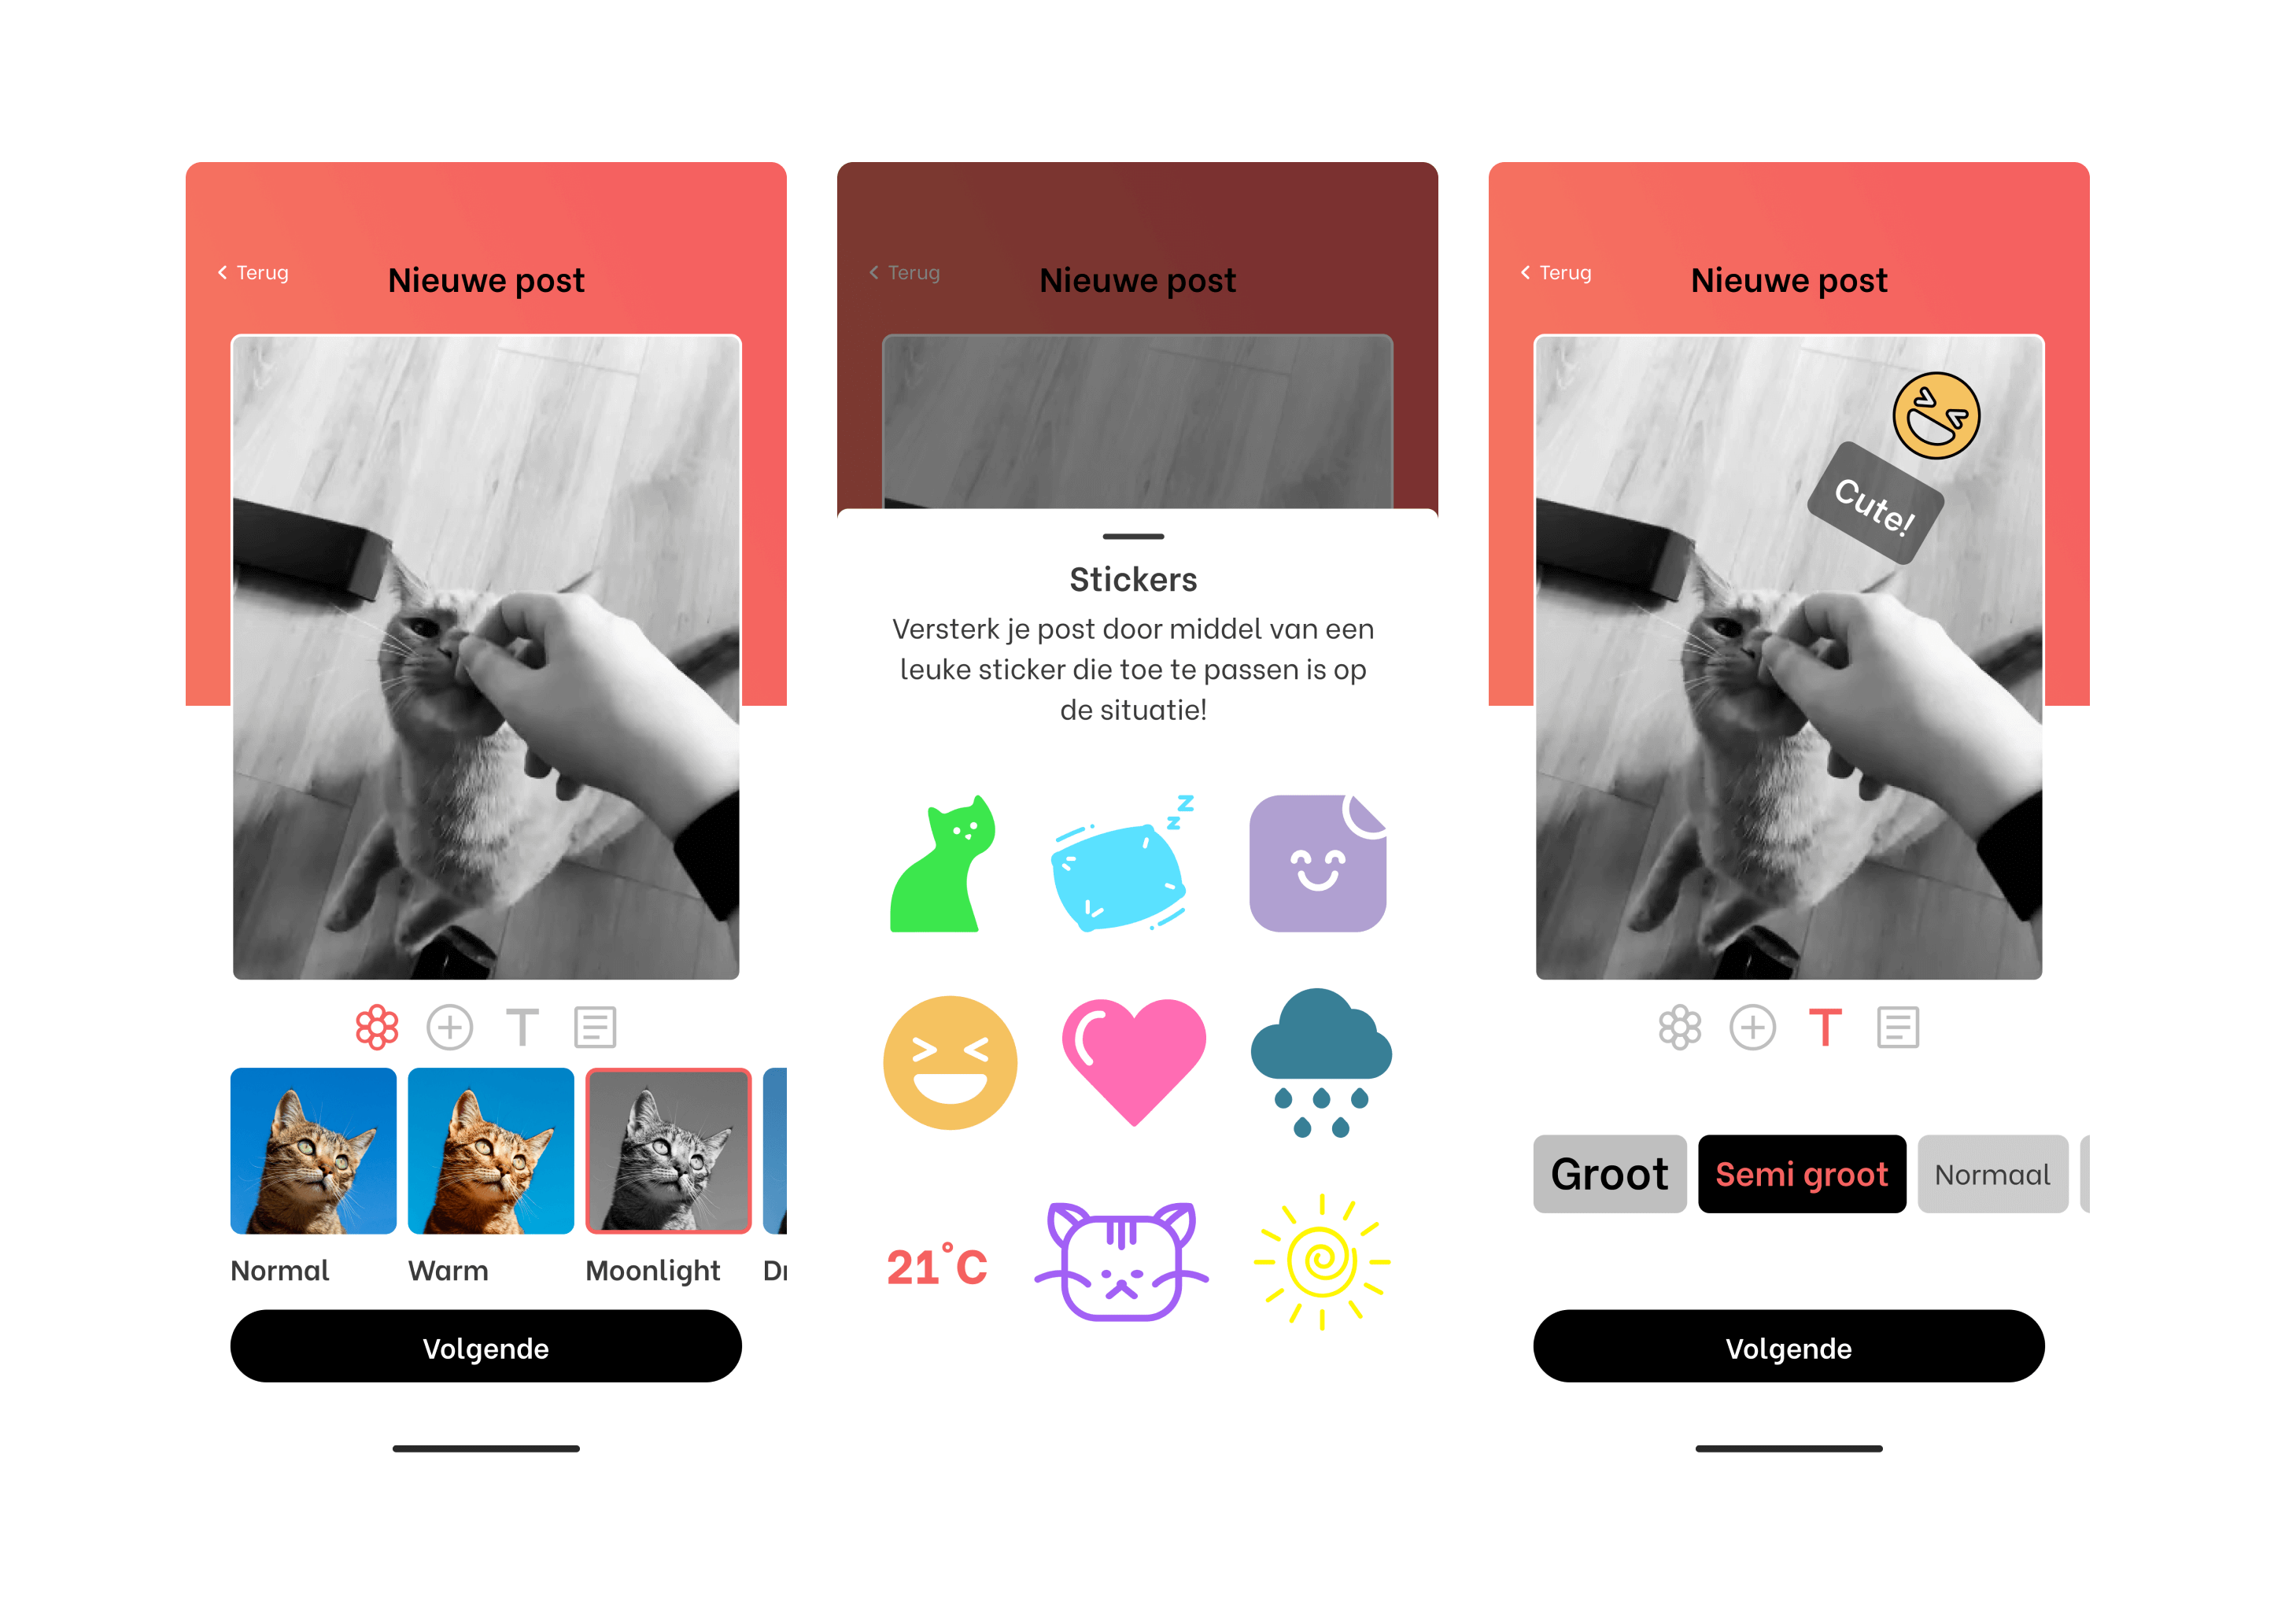 Terug
Nieuwe post
Normal
Warm
Moonlight
Volgende
Terug
Nieuwe post
Stickers
Versterk je post door middel van een
leuke sticker die toe te passen is op
de situatie!
z
z
21°C
Terug
Nieuwe post
Cute!
T
Groot
Semi groot
Normaal
Volgende